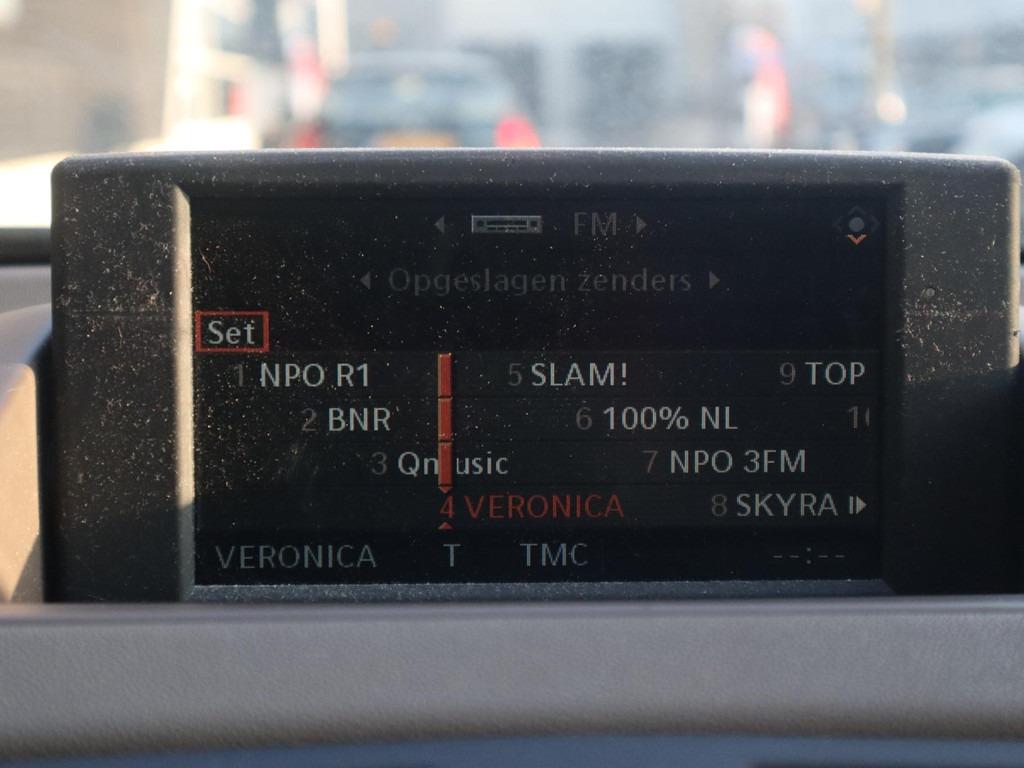 FM
Opgeslagen zenders
Set
1 NPO R1 5 SLAM! 9 TOP
2 BNR 6 100% NL 1
3 Qmusic 7 NPO 3FM
4 VERONICA 8 SKYRA
VERONICA T TMC --:--